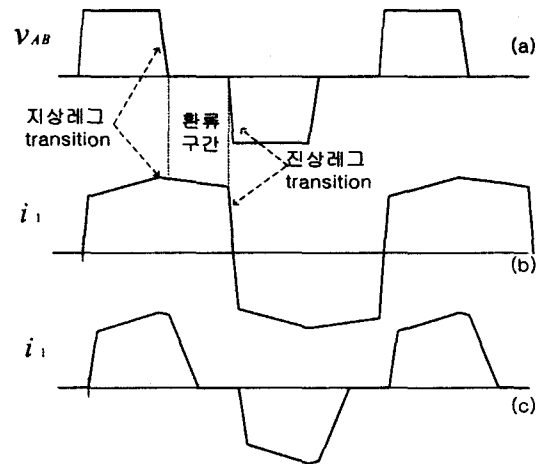 v_AB
(a)
지상레그
transition
환류
구간
진상레그
transition
i_1
(b)
i_1
(c)